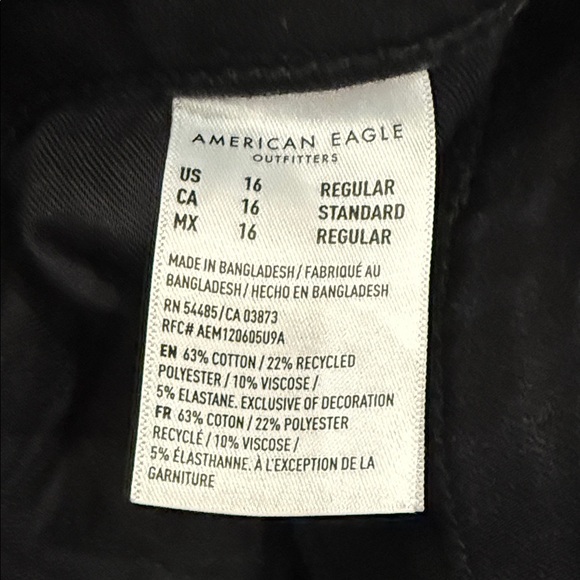 AMERICAN EAGLE
OUTFITTERS
US 16 REGULAR
CA 16 STANDARD
MX 16 REGULAR
MADE IN BANGLADESH / FABRIQUÉ AU
BANGLADESH / HECHO EN BANGLADESH
RN 54485/CA 03873
RFC# AEM120605U9A
EN 63% COTTON / 22% RECYCLED
POLYESTER / 10% VISCOSE /
5% ELASTANE. EXCLUSIVE OF DECORATION
FR 63% COTON / 22% POLYESTER
RECYCLÉ / 10% VISCOSE /
5% ÉLASTHANNE. À L'EXCEPTION DE LA
GARNITURE